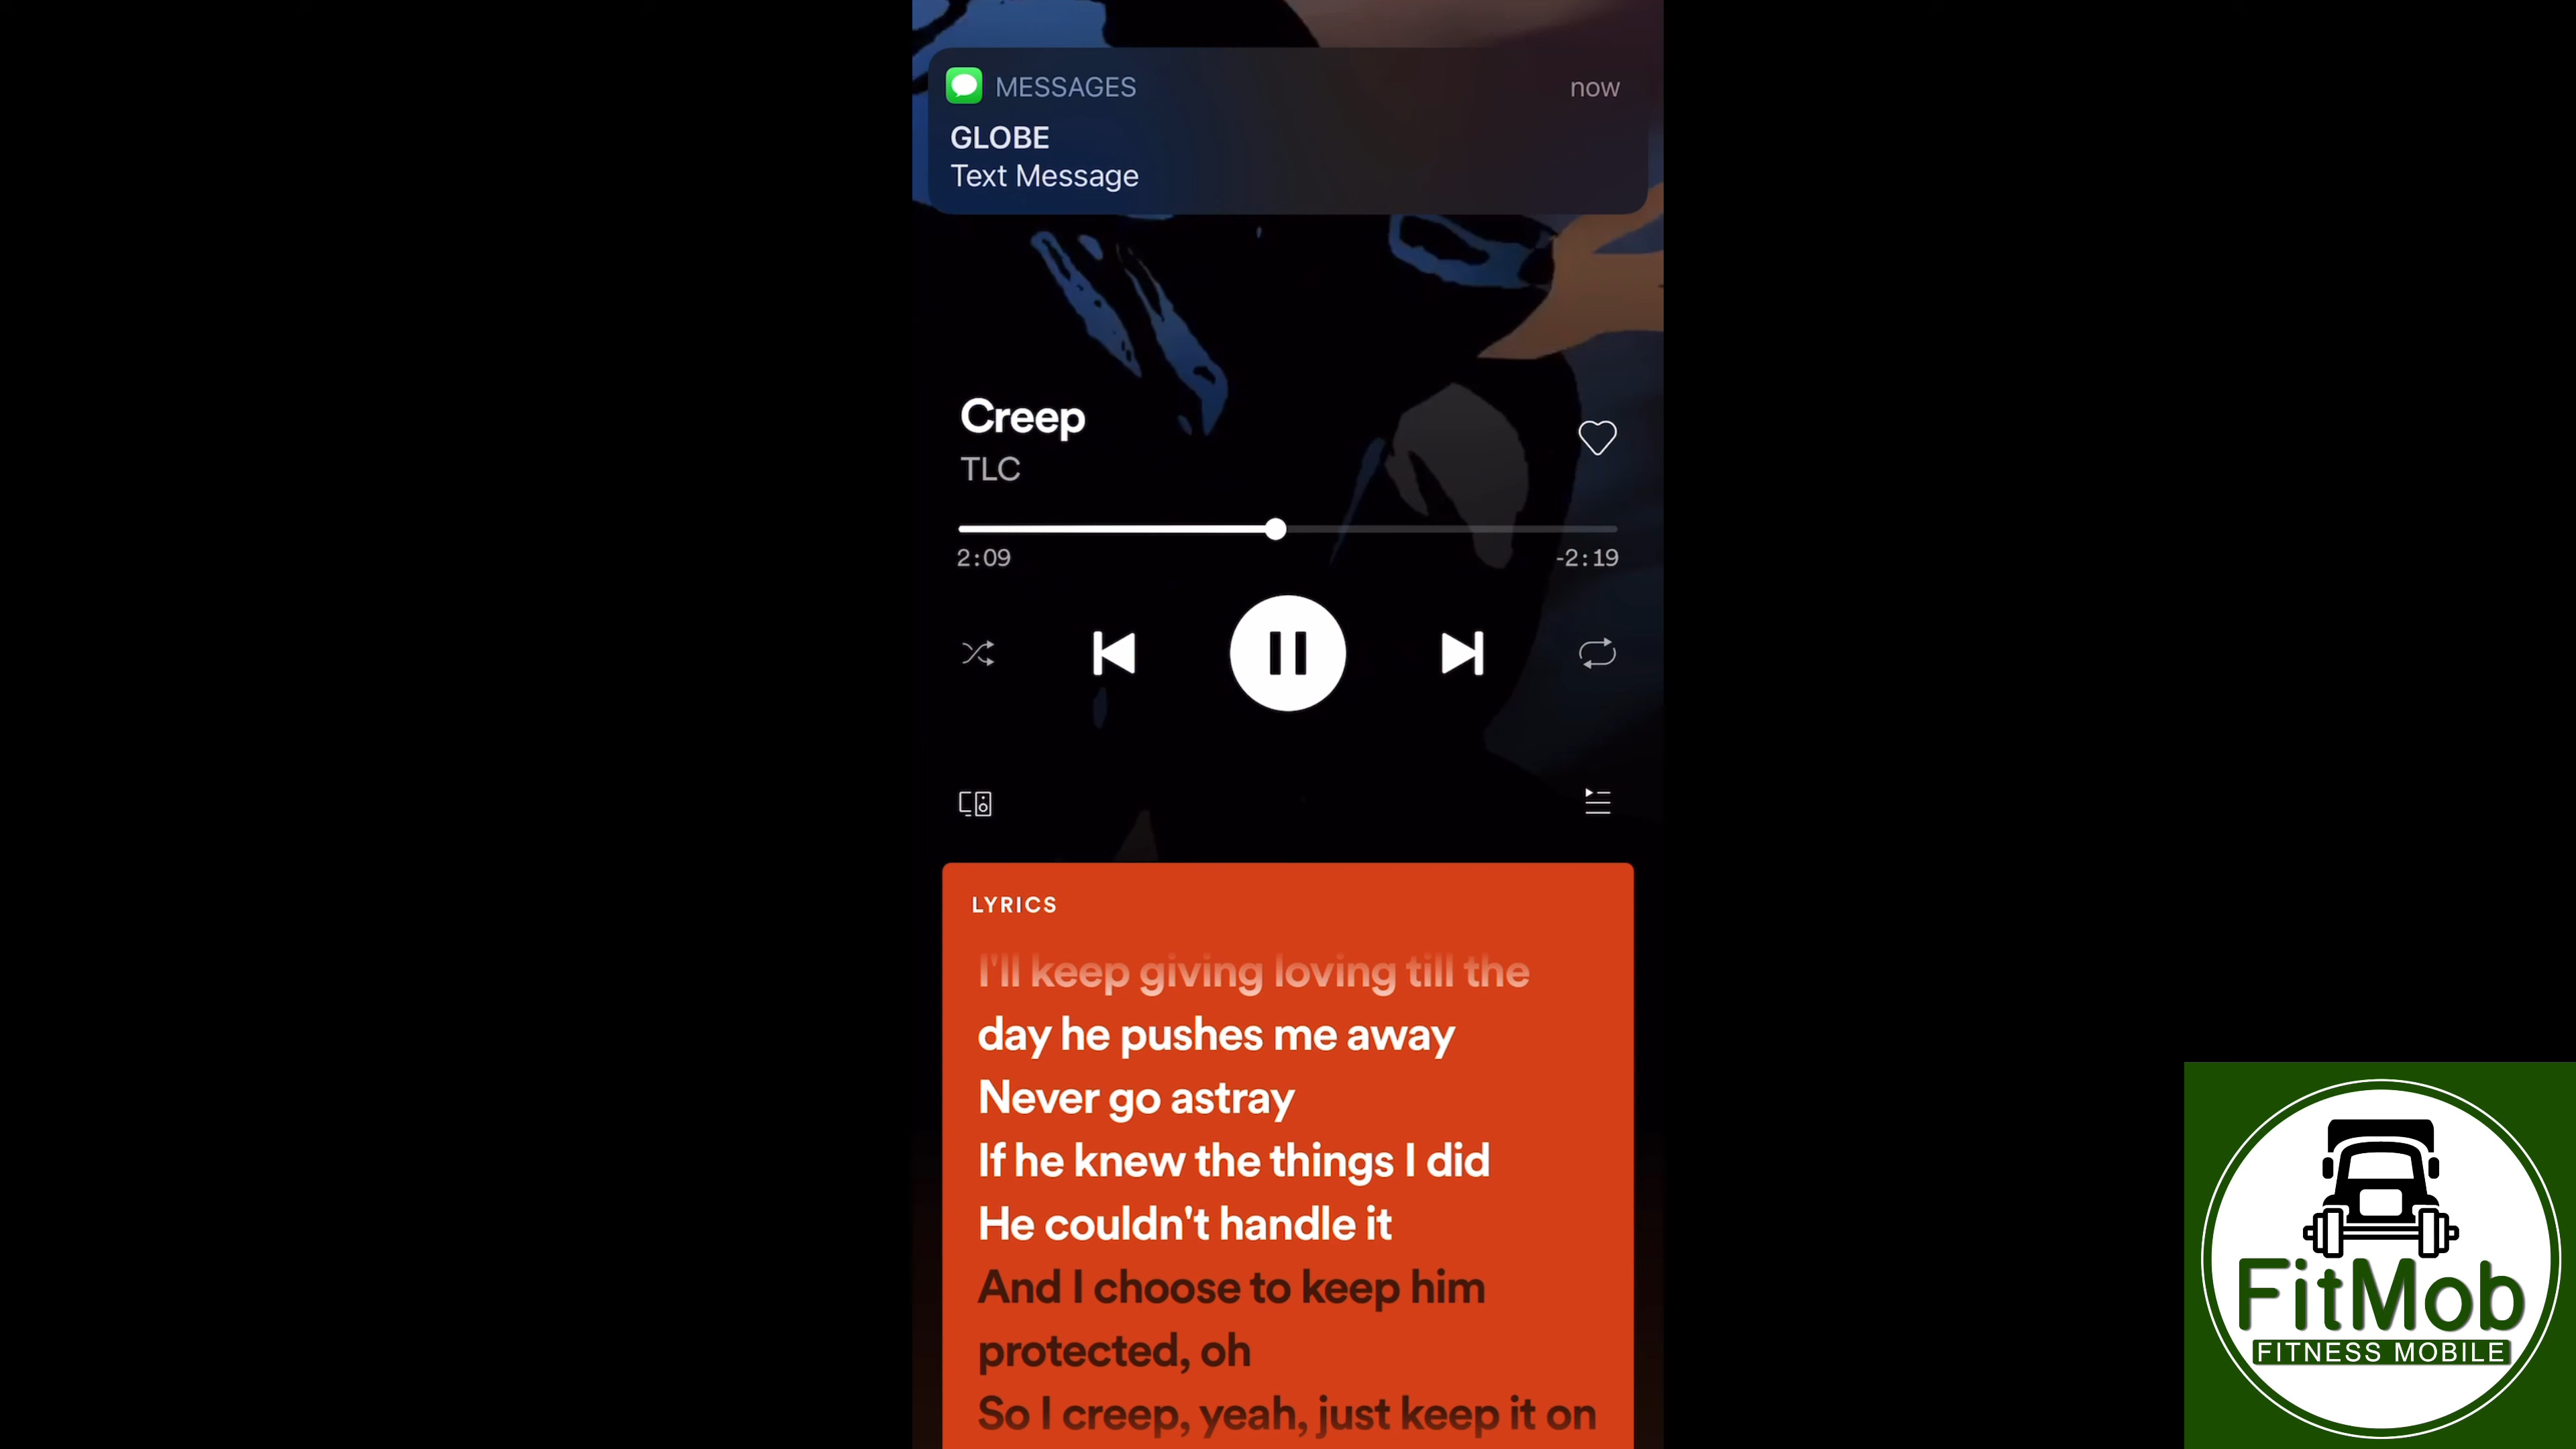 MESSAGES
now
GLOBE
Text Message
Creep
TLC
2:09
-2:19
LYRICS
I'll keep giving loving till the
day he pushes me away
Never go astray
If he knew the things I did
He couldn't handle it
And I choose to keep him
protected, oh
So I creep, yeah, just keep it on
FitMob
FITNESS MOBILE